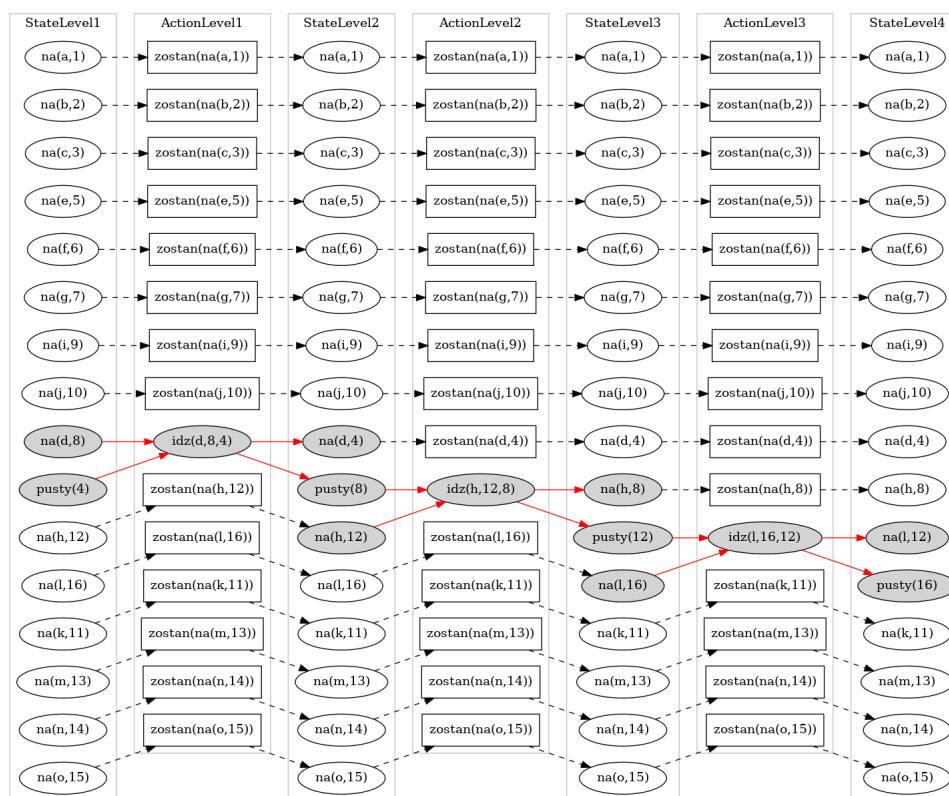 StateLevel1 ActionLevel1 StateLevel2 ActionLevel2 StateLevel3 ActionLevel3 StateLevel4
na(a,1) zostan(na(a,1)) na(a,1) zostan(na(a,1)) na(a,1) zostan(na(a,1)) na(a,1)
na(b,2) zostan(na(b,2)) na(b,2) zostan(na(b,2)) na(b,2) zostan(na(b,2)) na(b,2)
na(c,3) zostan(na(c,3)) na(c,3) zostan(na(c,3)) na(c,3) zostan(na(c,3)) na(c,3)
na(e,5) zostan(na(e,5)) na(e,5) zostan(na(e,5)) na(e,5) zostan(na(e,5)) na(e,5)
na(f,6) zostan(na(f,6)) na(f,6) zostan(na(f,6)) na(f,6) zostan(na(f,6)) na(f,6)
na(g,7) zostan(na(g,7)) na(g,7) zostan(na(g,7)) na(g,7) zostan(na(g,7)) na(g,7)
na(i,9) zostan(na(i,9)) na(i,9) zostan(na(i,9)) na(i,9) zostan(na(i,9)) na(i,9)
na(j,10) zostan(na(j,10)) na(j,10) zostan(na(j,10)) na(j,10) zostan(na(j,10)) na(j,10)
na(d,8) idz(d,8,4) na(d,4) zostan(na(d,4)) na(d,4) zostan(na(d,4)) na(d,4)
pusty(4) zostan(na(h,12)) pusty(8) idz(h,12,8) na(h,8) zostan(na(h,8)) na(h,8)
na(h,12) zostan(na(l,16)) na(h,12) zostan(na(l,16)) pusty(12) idz(l,16,12) na(l,12)
na(l,16) zostan(na(k,11)) na(l,16) zostan(na(k,11)) na(l,16) zostan(na(k,11)) pusty(16)
na(k,11) zostan(na(m,13)) na(k,11) zostan(na(m,13)) na(k,11) zostan(na(m,13)) na(k,11)
na(m,13) zostan(na(n,14)) na(m,13) zostan(na(n,14)) na(m,13) zostan(na(n,14)) na(m,13)
na(n,14) zostan(na(o,15)) na(n,14) zostan(na(o,15)) na(n,14) zostan(na(o,15)) na(n,14)
na(o,15) na(o,15) na(o,15) na(o,15)